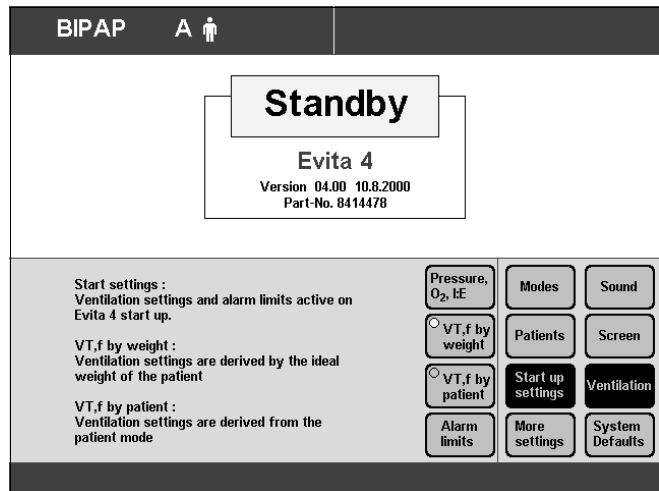 BIPAP A
Standby
Evita 4
Version 04.00 10.8.2000
Part-No. 8414478
Start settings :
Ventilation settings and alarm limits active on
Evita 4 start up.
VT,f by weight :
Ventilation settings are derived by the ideal
weight of the patient
VT,f by patient :
Ventilation settings are derived from the
patient mode
Pressure,
O₂, I:E
VT,f by
weight
VT,f by
patient
Alarm
limits
Modes
Patients
Start up
settings
More
settings
Sound
Screen
Ventilation
System
Defaults